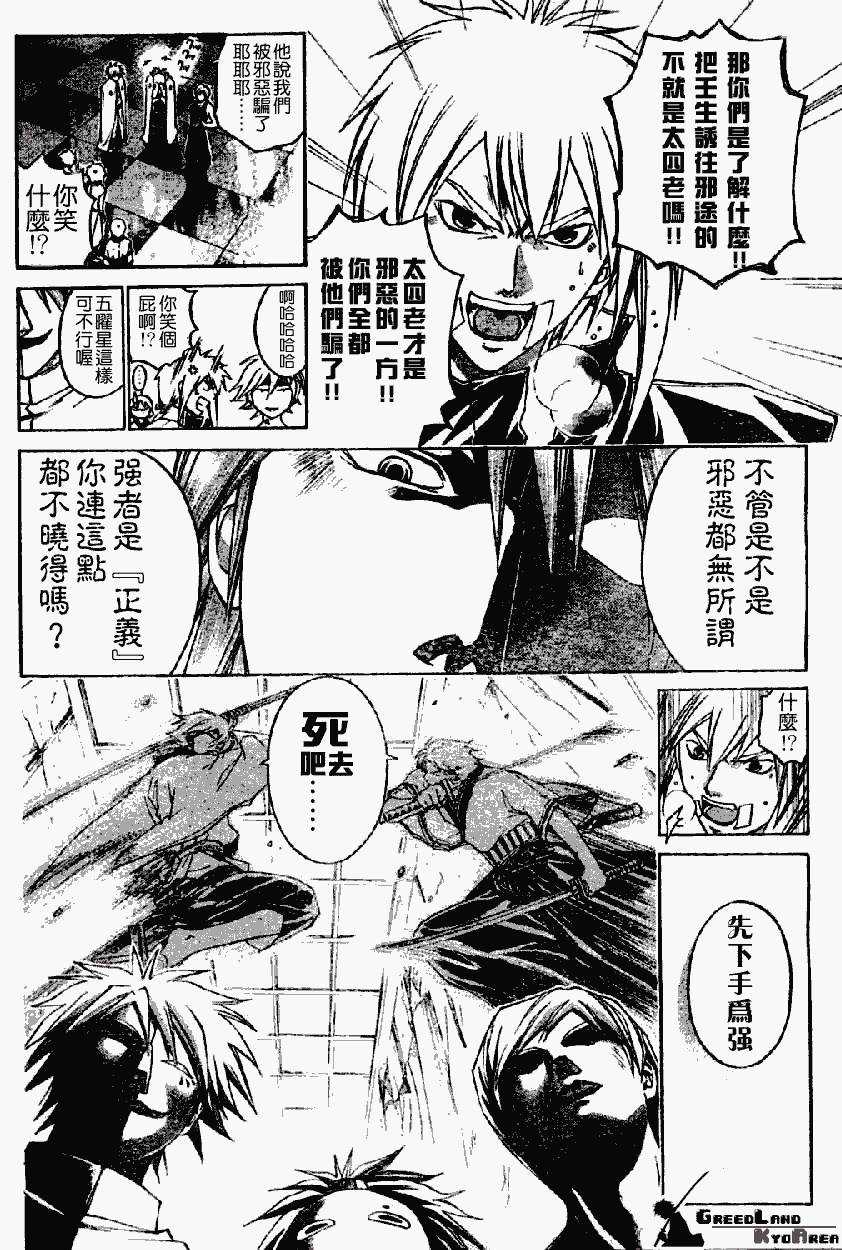 那你們是了解什麼!!
把壬生誘往邪途的
不就是太四老嗎!!
太四老才是
邪惡的一方!!
你們全都
被他們騙了!!
他說我們
被邪惡騙了
耶耶耶……
你笑
什麼!?
啊哈哈哈哈
你笑個
屁啊!?
五曜星這樣
可不行喔
不管是不是
邪惡都無所謂
强者是『正義』
你連這點
都不曉得嗎？
什麼!?
先下手爲强
去
死吧……
GREEDLAND
KYOAREA